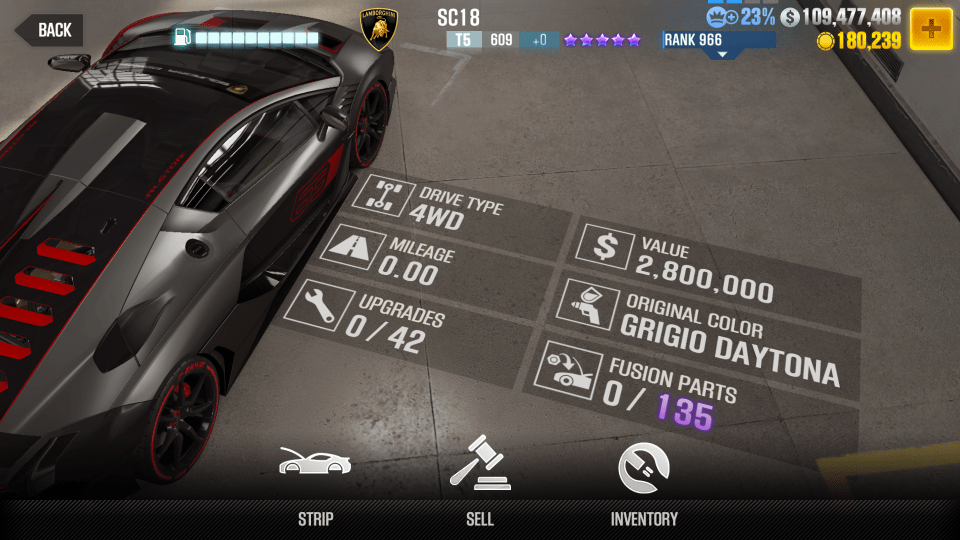 BACK
LAMBORGHINI
SC18
T5 609 +0
RANK 966
23% $ 109,477,408
180,239
DRIVE TYPE
4WD
MILEAGE
0.00
UPGRADES
0 / 42
$ VALUE
2,800,000
ORIGINAL COLOR
GRIGIO DAYTONA
FUSION PARTS
0 / 135
63
STRIP
SELL
INVENTORY